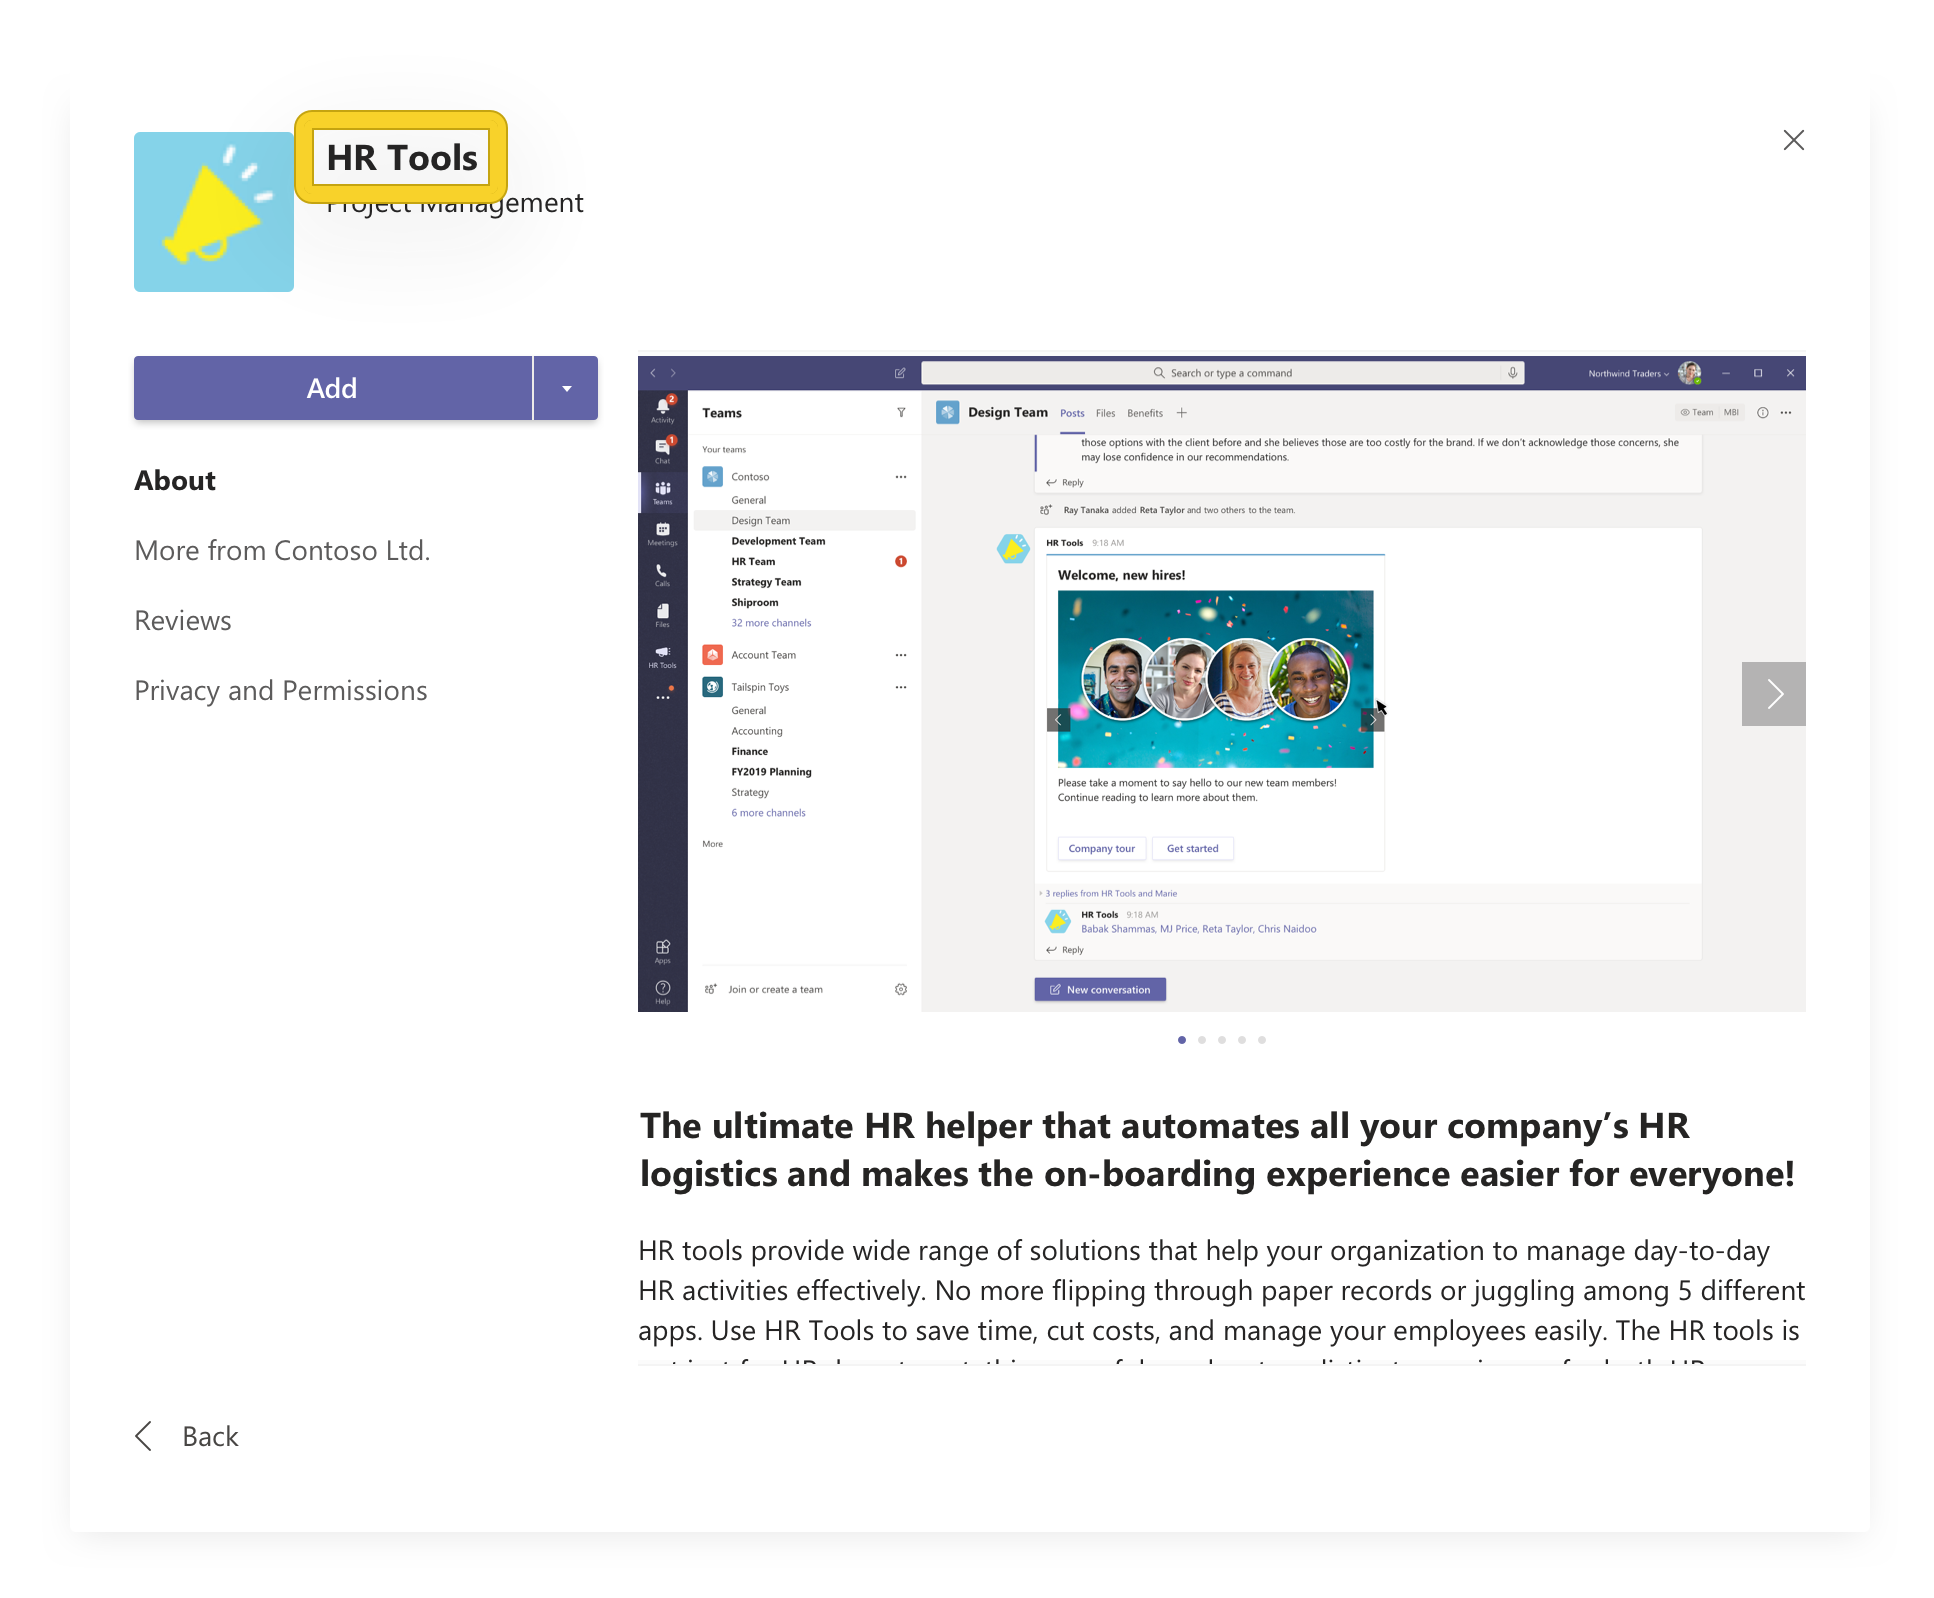 HR Tools
Project Management
Add
About
More from Contoso Ltd.
Reviews
Privacy and Permissions
Search or type a command
Northwind Traders
Activity
2
Chat
1
Teams
Meetings
Calls
Files
HR Tools
Apps
Help
Teams
Your teams
Contoso
General
Design Team
Development Team
HR Team
1
Strategy Team
Shiproom
32 more channels
Account Team
Tailspin Toys
General
Accounting
Finance
FY2019 Planning
Strategy
6 more channels
More
Join or create a team
Design Team Posts Files Benefits
Team MBI
those options with the client before and she believes those are too costly for the brand. If we don't acknowledge those concerns, she
may lose confidence in our recommendations.
Reply
Ray Tanaka added Reta Taylor and two others to the team.
HR Tools 9:18 AM
Welcome, new hires!
Please take a moment to say hello to our new team members!
Continue reading to learn more about them.
Company tour Get started
3 replies from HR Tools and Marie
HR Tools 9:18 AM
Babak Shammas, MJ Price, Reta Taylor, Chris Naidoo
Reply
New conversation
The ultimate HR helper that automates all your company’s HR
logistics and makes the on-boarding experience easier for everyone!
HR tools provide wide range of solutions that help your organization to manage day-to-day
HR activities effectively. No more flipping through paper records or juggling among 5 different
apps. Use HR Tools to save time, cut costs, and manage your employees easily. The HR tools is
Back